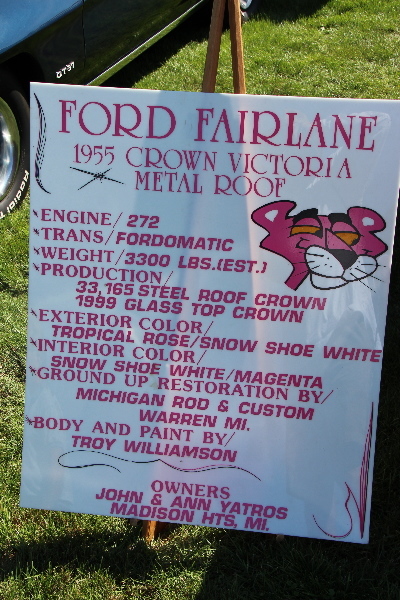 FORD FAIRLANE
1955 CROWN VICTORIA
METAL ROOF
*ENGINE/272
*TRANS/FORDOMATIC
*WEIGHT/3300 LBS.(EST.)
*PRODUCTION/
33,165 STEEL ROOF CROWN
1999 GLASS TOP CROWN
*EXTERIOR COLOR/
TROPICAL ROSE/SNOW SHOE WHITE
*INTERIOR COLOR/
SNOW SHOE WHITE/MAGENTA
*GROUND UP RESTORATION BY/
MICHIGAN ROD & CUSTOM
WARREN MI.
*BODY AND PAINT BY/
TROY WILLIAMSON
OWNERS
JOHN & ANN YATROS
MADISON HTS, MI.